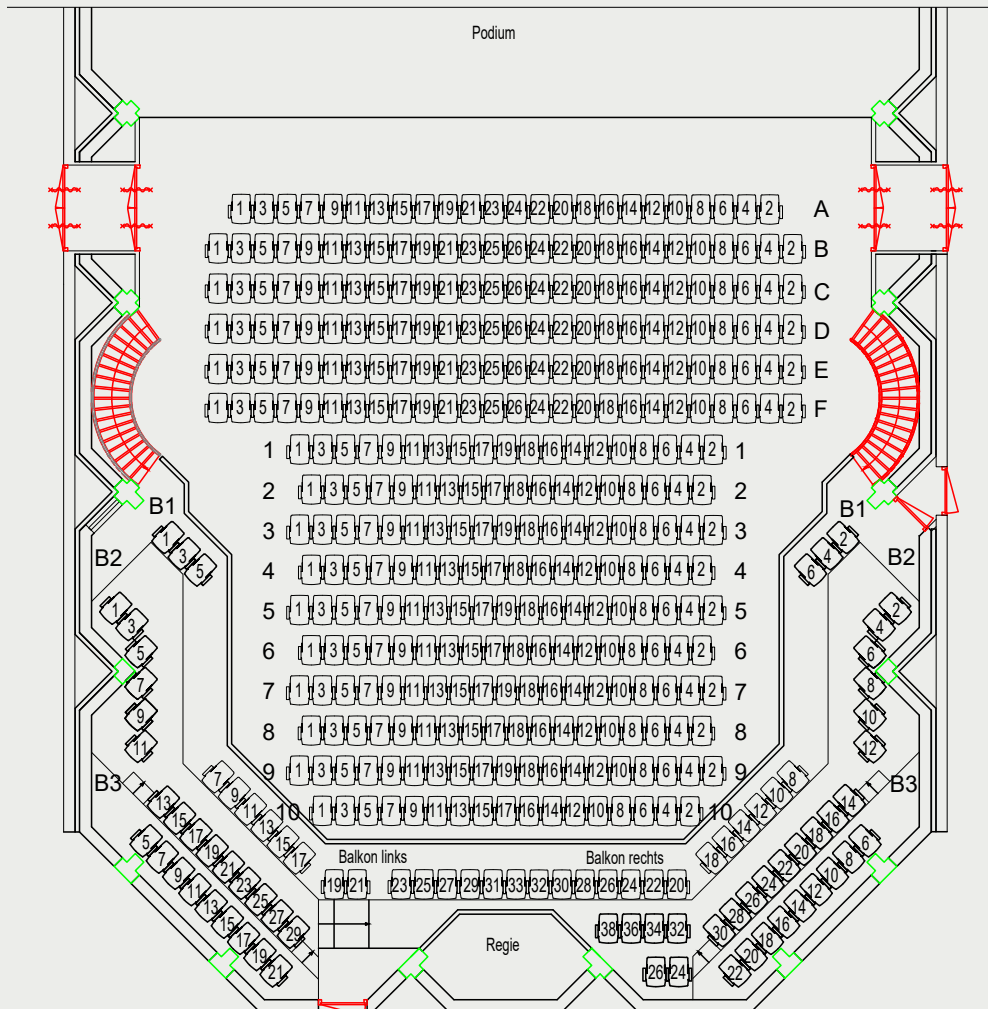 Podium
1 3 5 7 9 11 13 15 17 19 21 23 24 22 20 18 16 14 12 10 8 6 4 2 A
1 3 5 7 9 11 13 15 17 19 21 23 25 26 24 22 20 18 16 14 12 10 8 6 4 2 B
1 3 5 7 9 11 13 15 17 19 21 23 25 26 24 22 20 18 16 14 12 10 8 6 4 2 C
1 3 5 7 9 11 13 15 17 19 21 23 25 26 24 22 20 18 16 14 12 10 8 6 4 2 D
1 3 5 7 9 11 13 15 17 19 21 23 25 26 24 22 20 18 16 14 12 10 8 6 4 2 E
1 3 5 7 9 11 13 15 17 19 21 23 25 26 24 22 20 18 16 14 12 10 8 6 4 2 F
1 1 3 5 7 9 11 13 15 17 19 18 16 14 12 10 8 6 4 2 1
2 1 3 5 7 9 11 13 15 17 18 16 14 12 10 8 6 4 2 2
3 1 3 5 7 9 11 13 15 17 19 18 16 14 12 10 8 6 4 2 3
4 1 3 5 7 9 11 13 15 17 18 16 14 12 10 8 6 4 2 4
5 1 3 5 7 9 11 13 15 17 19 18 16 14 12 10 8 6 4 2 5
6 1 3 5 7 9 11 13 15 17 18 16 14 12 10 8 6 4 2 6
7 1 3 5 7 9 11 13 15 17 19 18 16 14 12 10 8 6 4 2 7
8 1 3 5 7 9 11 13 15 17 18 16 14 12 10 8 6 4 2 8
9 1 3 5 7 9 11 13 15 17 19 18 16 14 12 10 8 6 4 2 9
10 1 3 5 7 9 11 13 15 17 16 14 12 10 8 6 4 2 10
B1
1 3 5
B2
1 3 5 7 9 11
B3
7 9 11 13 15 17
13 15 17 19 21 23 25 27 29
5 7 9 11 13 15 17 19 21
B1
6 4 2
B2
2 4 6 8 10 12
B3
18 16 14 12 10 8
30 28 26 24 22 20 18 16 14
22 20 18 16 14 12 10 8 6
Balkon links
Balkon rechts
19 21 23 25 27 29 31 33 32 30 28 26 24 22 20
38 36 34 32
Regie
26 24